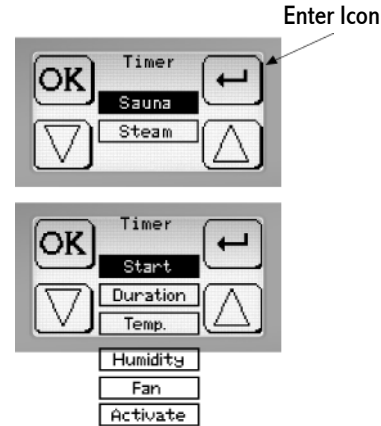 Enter Icon
Timer
OK
Sauna
Steam
Timer
OK
Start
Duration
Temp.
Humidity
Fan
Activate